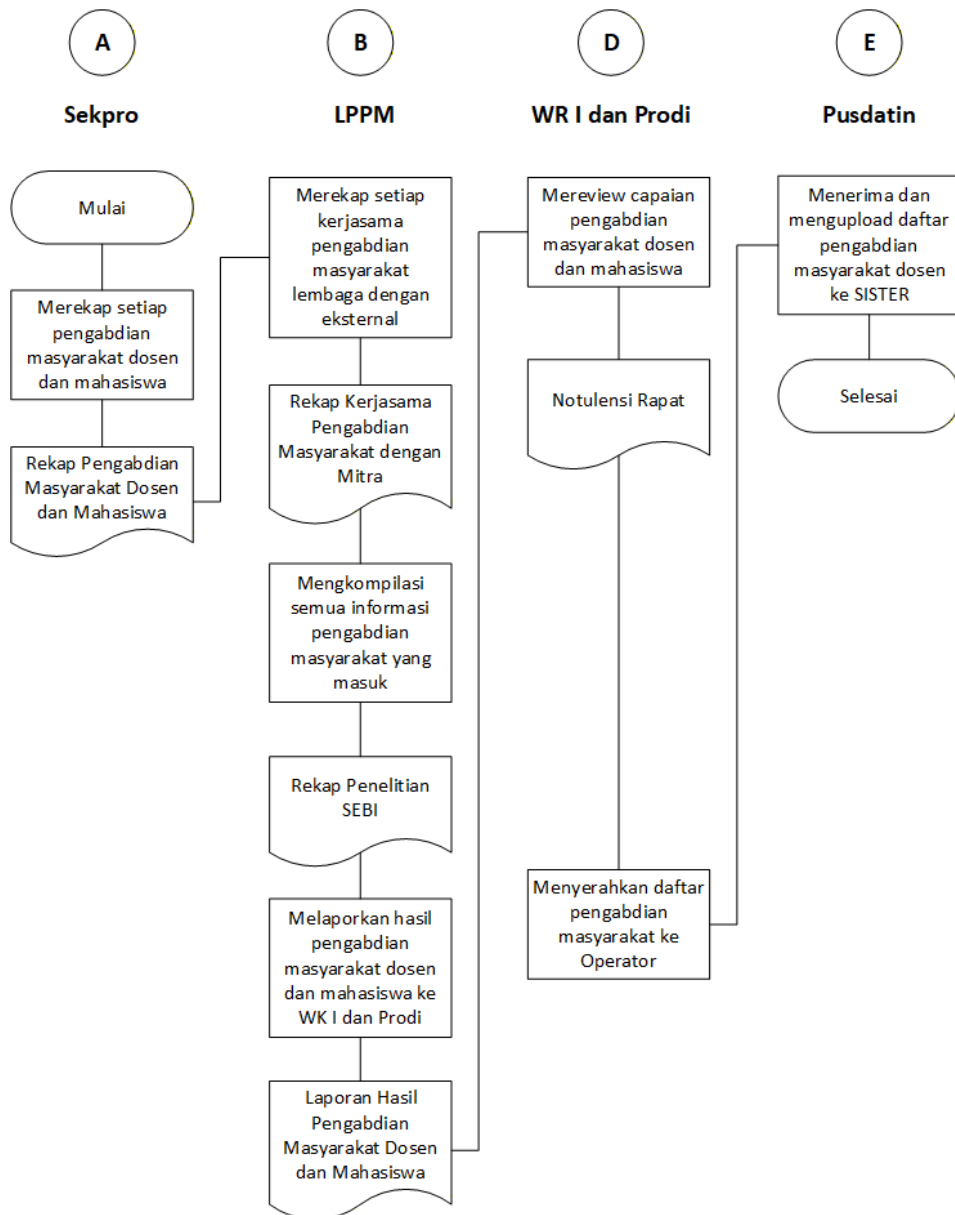 A
B
D
E
Sekpro
LPPM
WR I dan Prodi
Pusdatin
Mulai
Merekap setiap
pengabdian
masyarakat dosen
dan mahasiswa
Rekap Pengabdian
Masyarakat Dosen
dan Mahasiswa
Merekap setiap
kerjasama
pengabdian
masyarakat
lembaga dengan
eksternal
Rekap Kerjasama
Pengabdian
Masyarakat dengan
Mitra
Mengkompilasi
semua informasi
pengabdian
masyarakat yang
masuk
Rekap Penelitian
SEBI
Melaporkan hasil
pengabdian
masyarakat dosen
dan mahasiswa ke
WK I dan Prodi
Laporan Hasil
Pengabdian
Masyarakat Dosen
dan Mahasiswa
Mereview capaian
pengabdian
masyarakat dosen
dan mahasiswa
Notulensi Rapat
Menyerahkan daftar
pengabdian
masyarakat ke
Operator
Menerima dan
mengupload daftar
pengabdian
masyarakat dosen
ke SISTER
Selesai